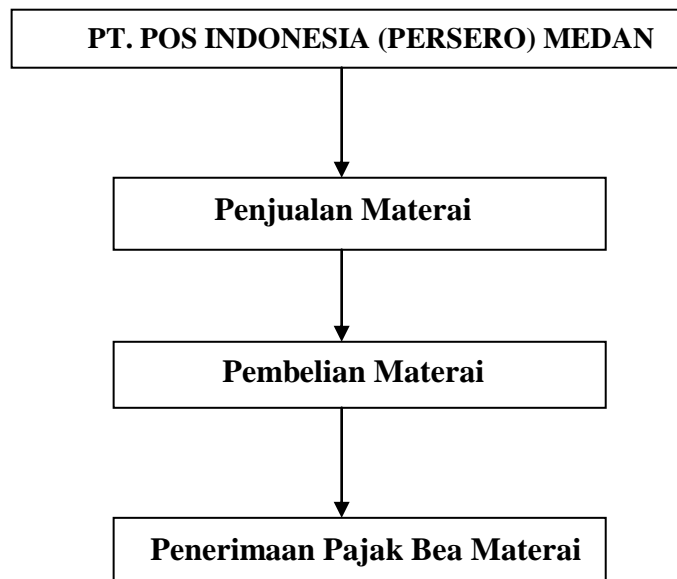 PT. POS INDONESIA (PERSERO) MEDAN
Penjualan Materai
Pembelian Materai
Penerimaan Pajak Bea Materai